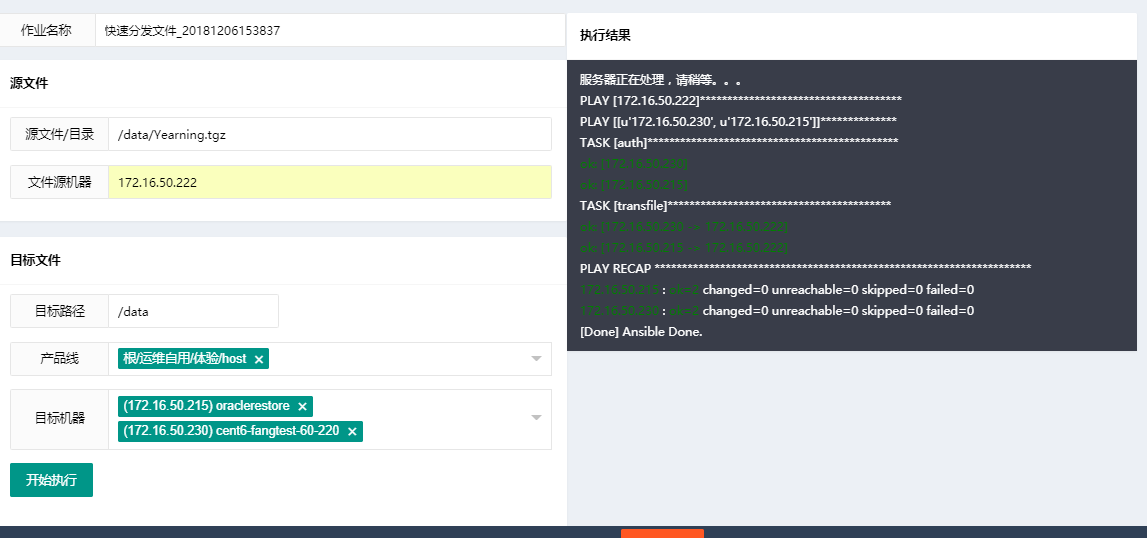 作业名称 快速分发文件_20181206153837
源文件
源文件/目录 /data/Yearning.tgz
文件源机器 172.16.50.222
目标文件
目标路径 /data
产品线 根/运维自用/体验/host ×
目标机器 (172.16.50.215) oraclerestore ×
(172.16.50.230) cent6-fangtest-60-220 ×
开始执行
执行结果
服务器正在处理，请稍等。。。
PLAY [172.16.50.222]*************************************
PLAY [[u'172.16.50.230', u'172.16.50.215']]**************
TASK [auth]**********************************************
ok: [172.16.50.230]
ok: [172.16.50.215]
TASK [transfile]*****************************************
ok: [172.16.50.230 -> 172.16.50.222]
ok: [172.16.50.215 -> 172.16.50.222]
PLAY RECAP *********************************************************************
172.16.50.215 : ok=2 changed=0 unreachable=0 skipped=0 failed=0
172.16.50.230 : ok=2 changed=0 unreachable=0 skipped=0 failed=0
[Done] Ansible Done.